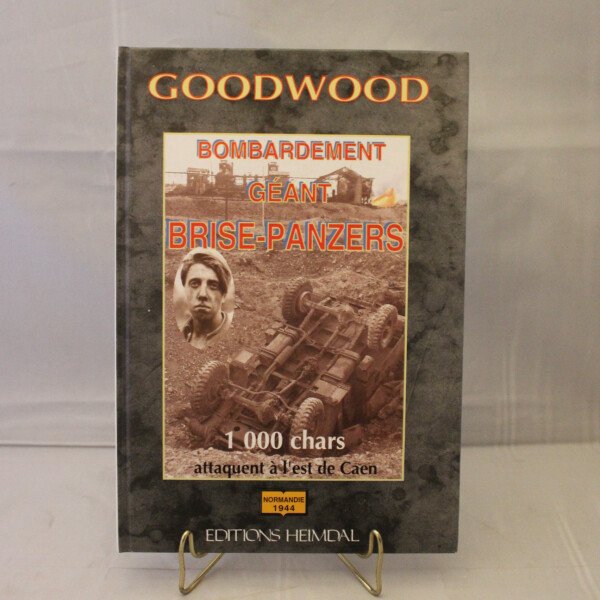 GOODWOOD
BOMBARDEMENT
GÉANT
BRISE-PANZERS
1 000 chars
attaquent à l'est de Caen
NORMANDIE
1944
EDITIONS HEIMDAL